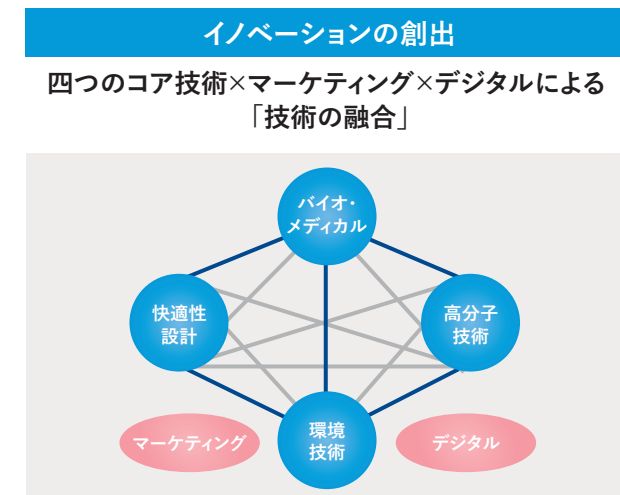 イノベーションの創出
四つのコア技術×マーケティング×デジタルによる
「技術の融合」
バイオ・
メディカル
快適性
設計
高分子
技術
環境
技術
マーケティング
デジタル